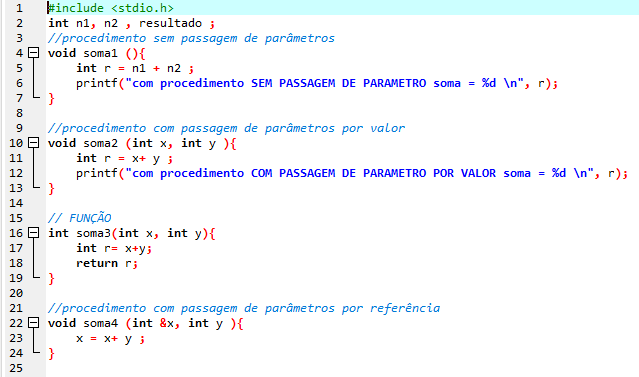 1 #include <stdio.h>
2 int n1, n2 , resultado ;
3 //procedimento sem passagem de parâmetros
4 void soma1 (){
5 int r = n1 + n2 ;
6 printf("com procedimento SEM PASSAGEM DE PARAMETRO soma = %d \n", r);
7 }
8
9 //procedimento com passagem de parâmetros por valor
10 void soma2 (int x, int y ){
11 int r = x+ y ;
12 printf("com procedimento COM PASSAGEM DE PARAMETRO POR VALOR soma = %d \n", r);
13 }
14
15 // FUNÇÃO
16 int soma3(int x, int y){
17 int r= x+y;
18 return r;
19 }
20
21 //procedimento com passagem de parâmetros por referência
22 void soma4 (int &x, int y ){
23 x = x+ y ;
24 }
25